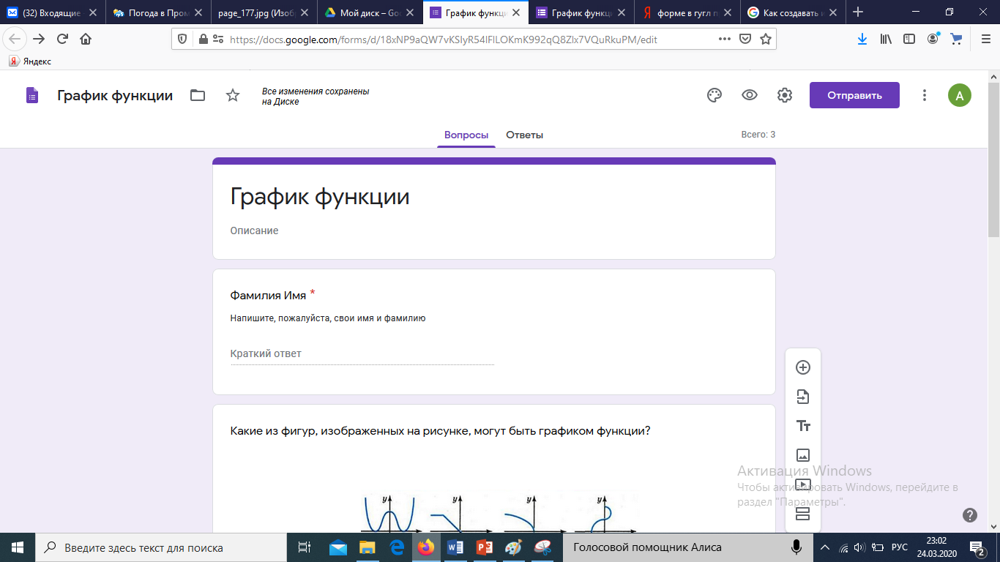 (32) Входящие
Погода в Пром
page_177.jpg (Изоб
Мой диск – Goo
График функци
График функци
форме в гугл п
Как создавать и
https://docs.google.com/forms/d/18xNP9aQW7vKSlyR54lFlLOKmK992qQ8Zlx7VQuRkuPM/edit
Яндекс
График функции
Все изменения сохранены
на Диске
Отправить
А
Вопросы Ответы
Всего: 3
График функции
Описание
Фамилия Имя *
Напишите, пожалуйста, свои имя и фамилию
Краткий ответ
Какие из фигур, изображенных на рисунке, могут быть графиком функции?
y y y y
Активация Windows
Чтобы активировать Windows, перейдите в
раздел "Параметры".
Введите здесь текст для поиска
Голосовой помощник Алиса
РУС
23:02
24.03.2020
2